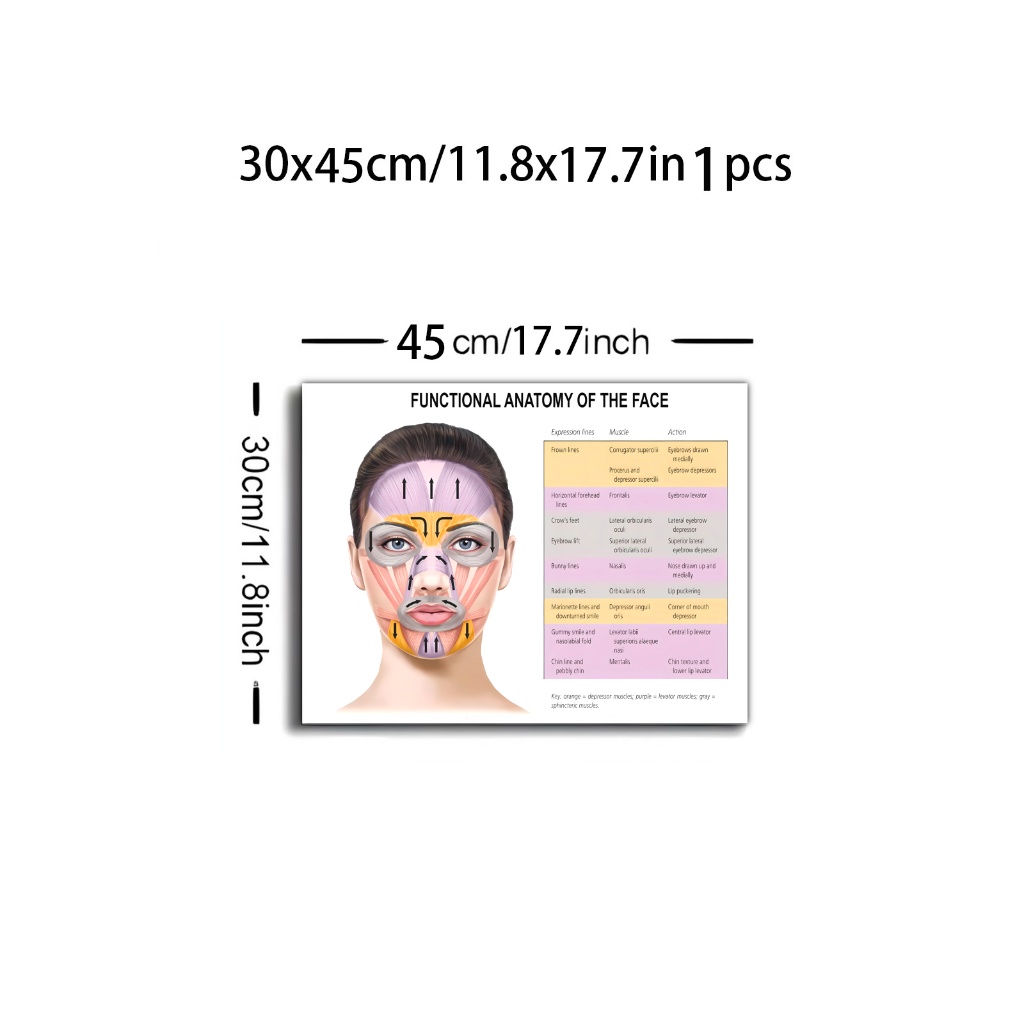 30x45cm/11.8x17.7in 1pcs
45cm/17.7inch
30cm/11.8inch
FUNCTIONAL ANATOMY OF THE FACE
Expression lines Muscle Action
Frown lines Corrugator supercilii Eyebrows drawn
medially
Procerus and Eyebrow depressors
depressor supercilii
Horizontal forehead Frontalis Eyebrow levator
lines
Crow's feet Lateral orbicularis Lateral eyebrow
oculi depressor
Eyebrow lift Superior lateral Superior lateral
orbicularis oculi eyebrow depressor
Bunny lines Nasalis Nose drawn up and
medially
Radial lip lines Orbicularis oris Lip puckering
Marionette lines and Depressor anguli Corner of mouth
downturned smile oris depressor
Gummy smile and Levator labii Central lip levator
nasolabial fold superioris alaeque
nasi
Chin line and Mentalis Chin texture and
pebbly chin lower lip levator
Key: orange = depressor muscles; purple = levator muscles; gray =
sphincteric muscles.